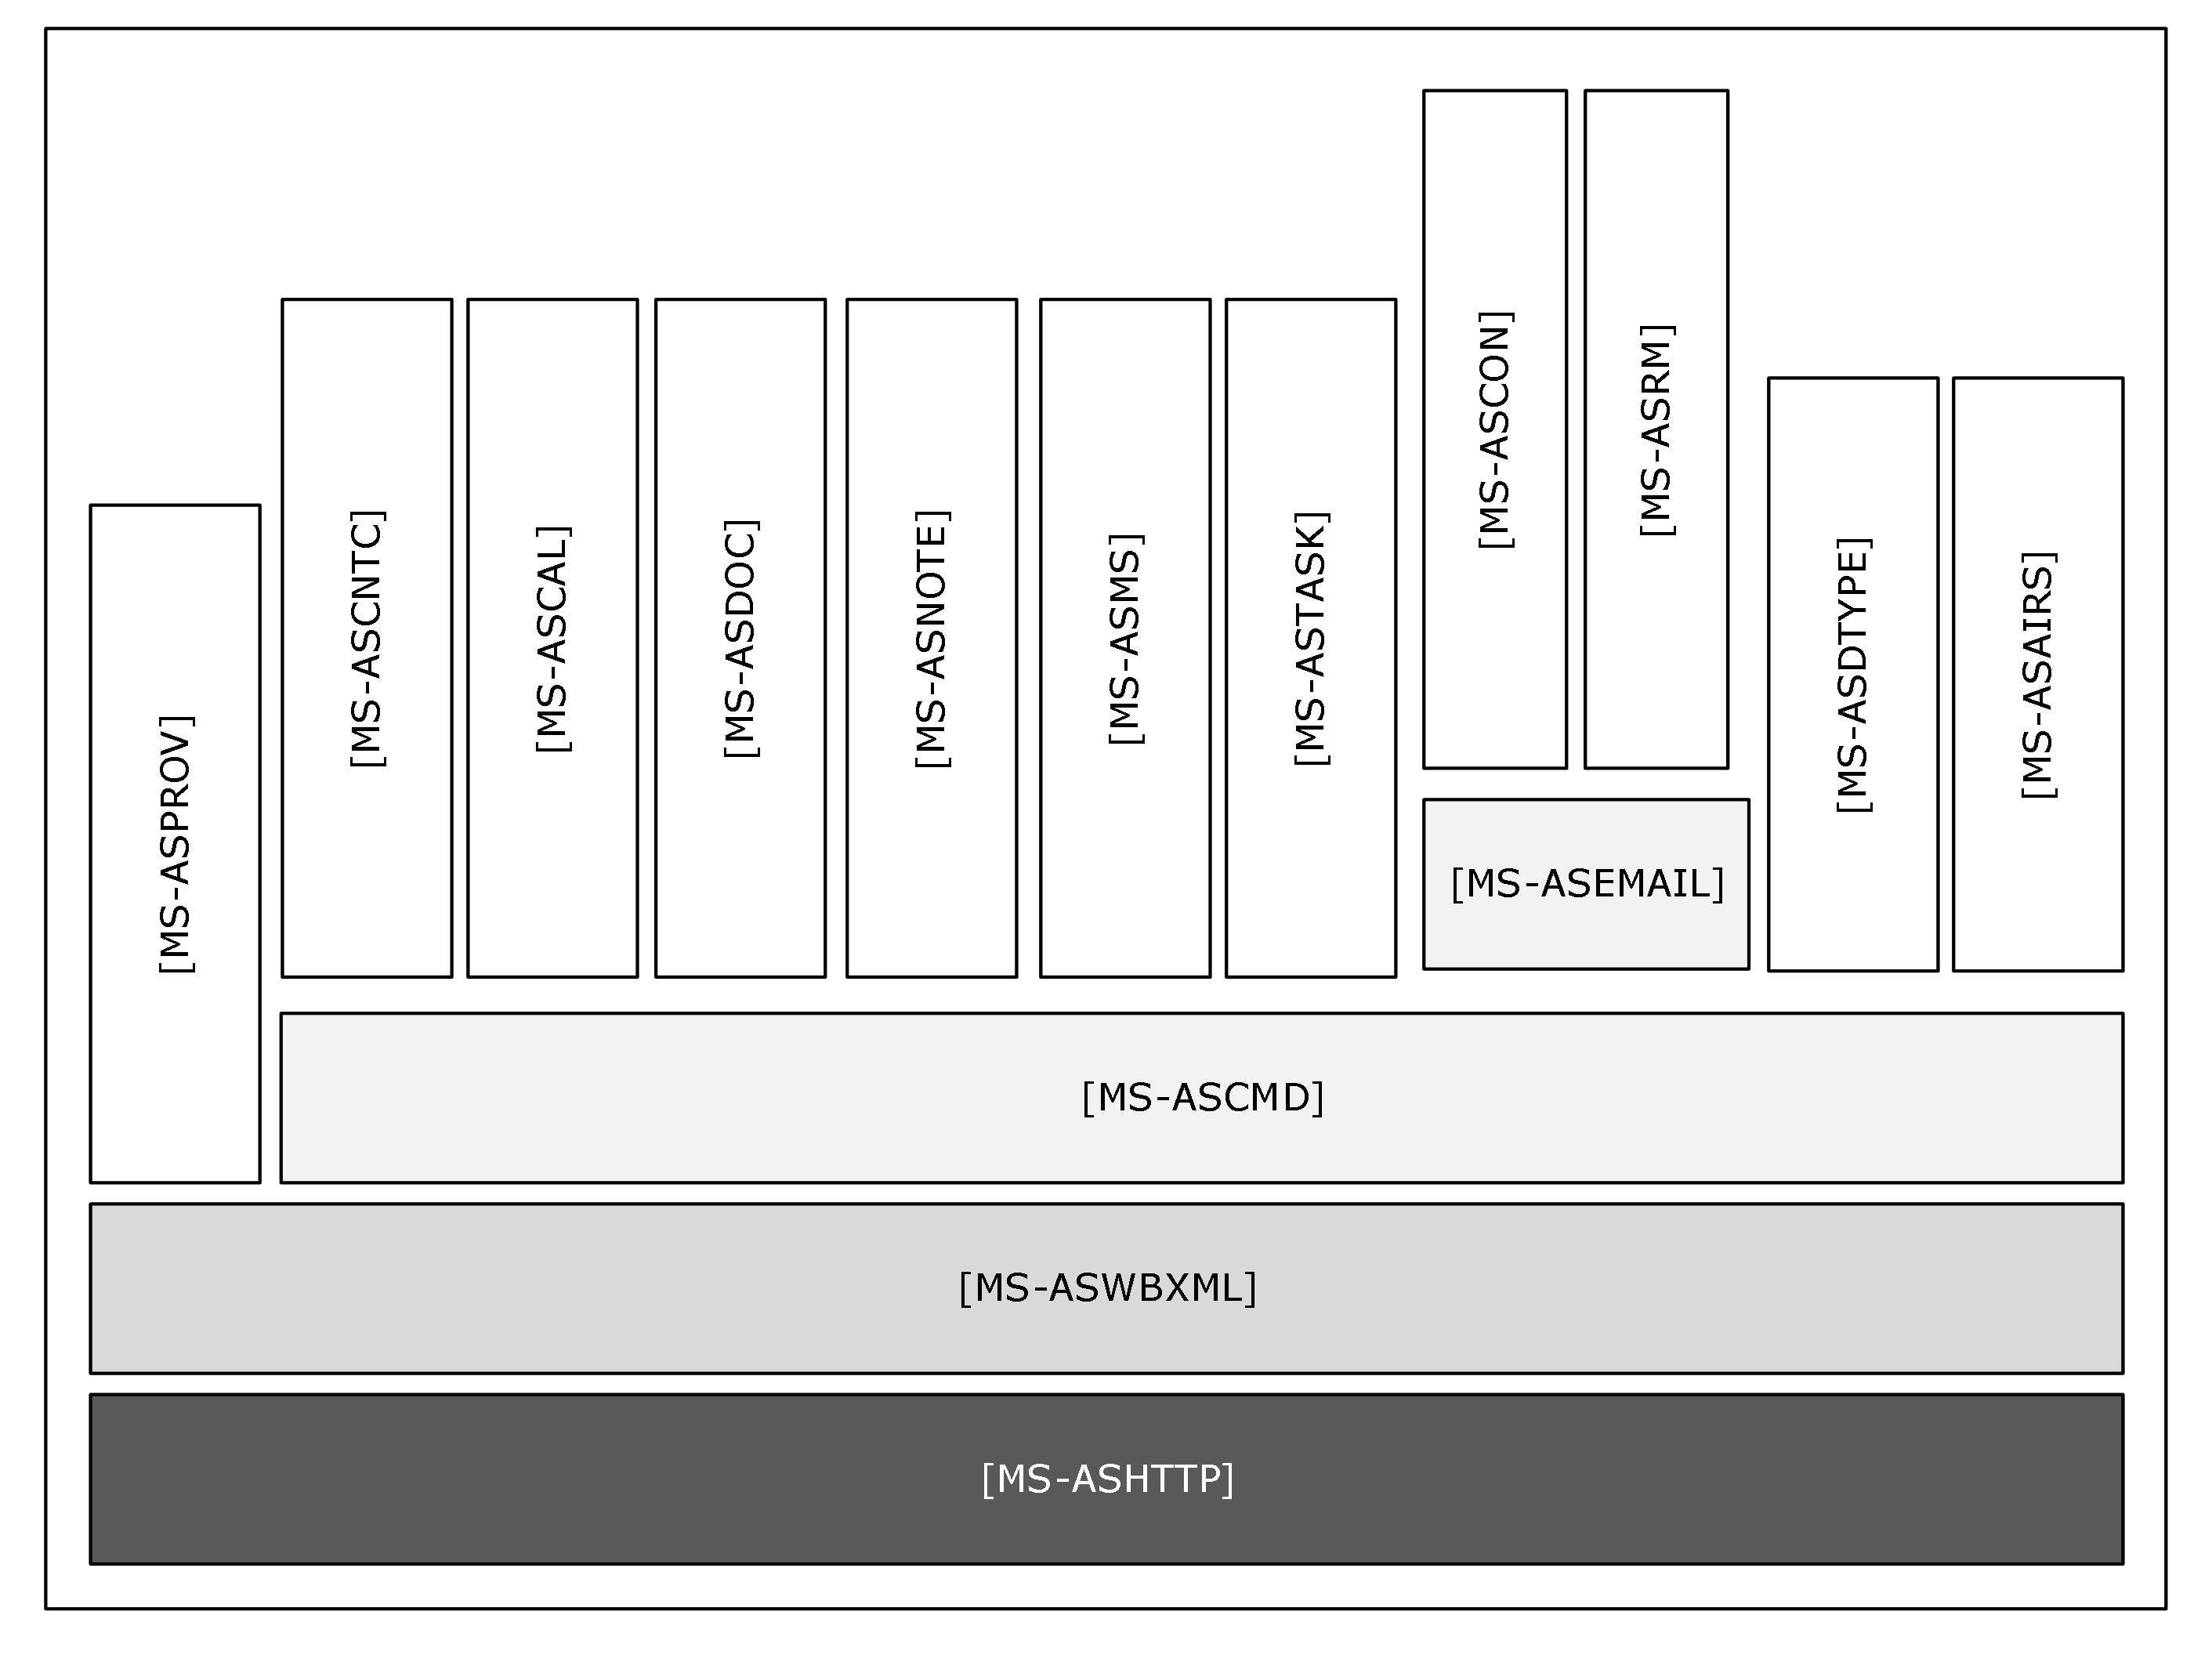 [MS-ASPROV]
[MS-ASCNTC]
[MS-ASCAL]
[MS-ASDOC]
[MS-ASNOTE]
[MS-ASMS]
[MS-ASTASK]
[MS-ASCON]
[MS-ASRM]
[MS-ASDTYPE]
[MS-ASAIRS]
[MS-ASEMAIL]
[MS-ASCMD]
[MS-ASWBXML]
[MS-ASHTTP]